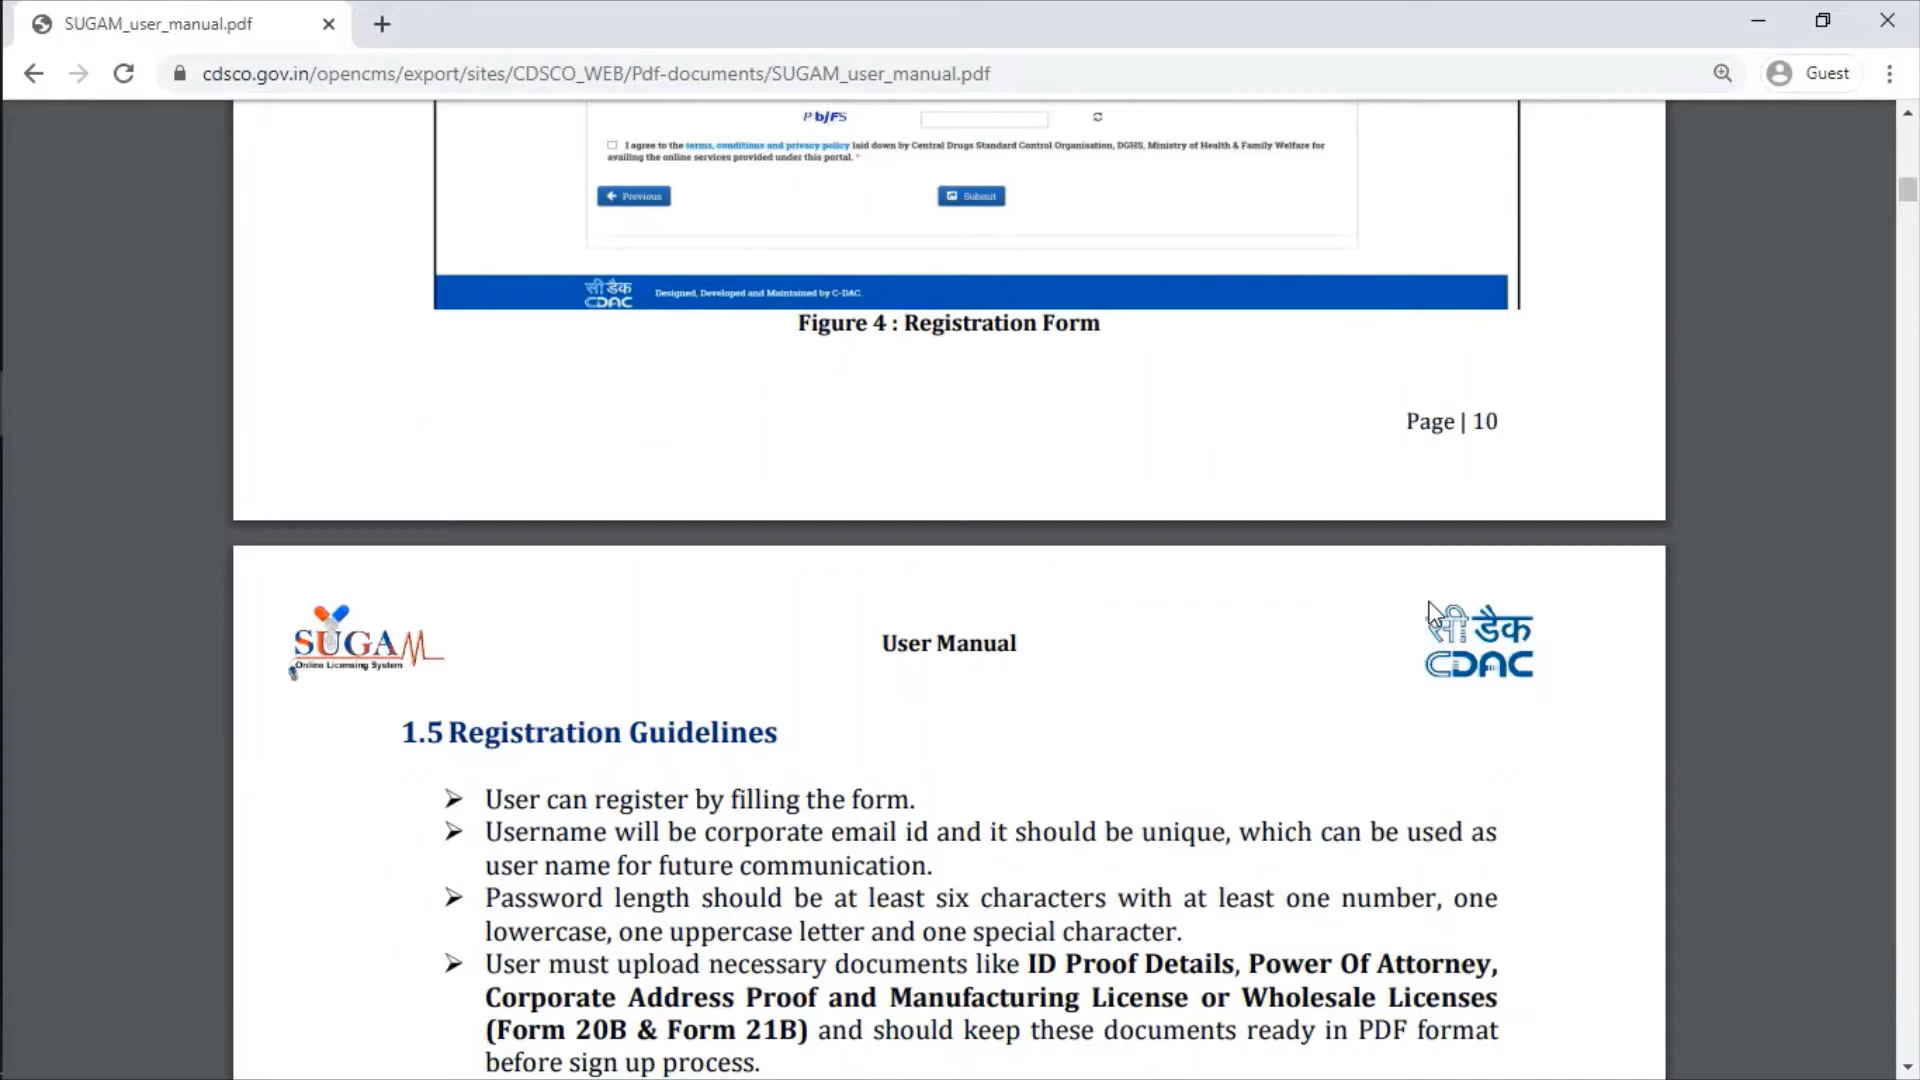 SUGAM_user_manual.pdf
cdsco.gov.in/opencms/export/sites/CDSCO_WEB/Pdf-documents/SUGAM_user_manual.pdf
Guest
PbjFS
I agree to the terms, conditions and privacy policy laid down by Central Drugs Standard Control Organisation, DGHS, Ministry of Health & Family Welfare for
availing the online services provided under this portal. *
Previous
Submit
सी डैक
CDAC
Designed, Developed and Maintained by C-DAC.
Figure 4 : Registration Form
Page | 10
SUGAM
Online Licensing System
User Manual
सी डैक
CDAC
1.5 Registration Guidelines
➢ User can register by filling the form.
➢ Username will be corporate email id and it should be unique, which can be used as
user name for future communication.
➢ Password length should be at least six characters with at least one number, one
lowercase, one uppercase letter and one special character.
➢ User must upload necessary documents like ID Proof Details, Power Of Attorney,
Corporate Address Proof and Manufacturing License or Wholesale Licenses
(Form 20B & Form 21B) and should keep these documents ready in PDF format
before sign up process.